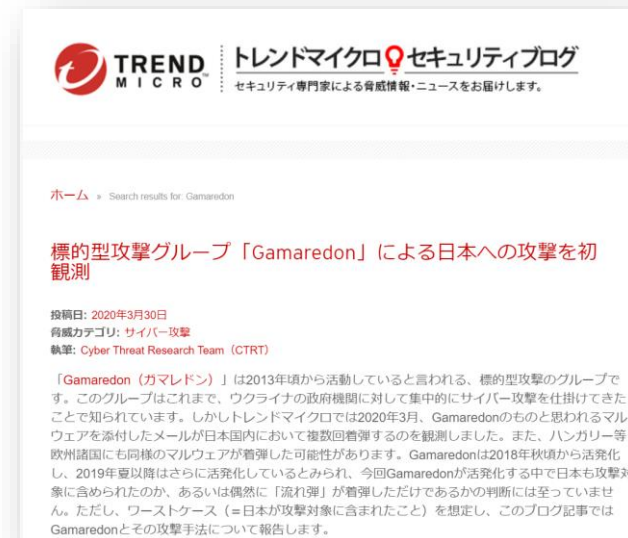 TREND MICRO™
トレンドマイクロ セキュリティブログ
セキュリティ専門家による脅威情報・ニュースをお届けします。
ホーム » Search results for: Gamaredon
標的型攻撃グループ「Gamaredon」による日本への攻撃を初
観測
投稿日: 2020年3月30日
脅威カテゴリ: サイバー攻撃
執筆: Cyber Threat Research Team（CTRT）
「Gamaredon（ガマレドン）」は2013年頃から活動していると言われる、標的型攻撃のグループで
す。このグループはこれまで、ウクライナの政府機関に対して集中的にサイバー攻撃を仕掛けてきた
ことで知られています。しかしトレンドマイクロでは2020年3月、Gamaredonのものと思われるマル
ウェアを添付したメールが日本国内において複数回着弾するのを観測しました。また、ハンガリー等
欧州諸国にも同様のマルウェアが着弾した可能性があります。Gamaredonは2018年秋頃から活発化
し、2019年夏以降はさらに活発化しているとみられ、今回Gamaredonが活発化する中で日本も攻撃対
象に含められたのか、あるいは偶然に「流れ弾」が着弾しただけであるかの判断には至っていませ
ん。ただし、ワーストケース（＝日本が攻撃対象に含まれたこと）を想定し、このブログ記事では
Gamaredonとその攻撃手法について報告します。